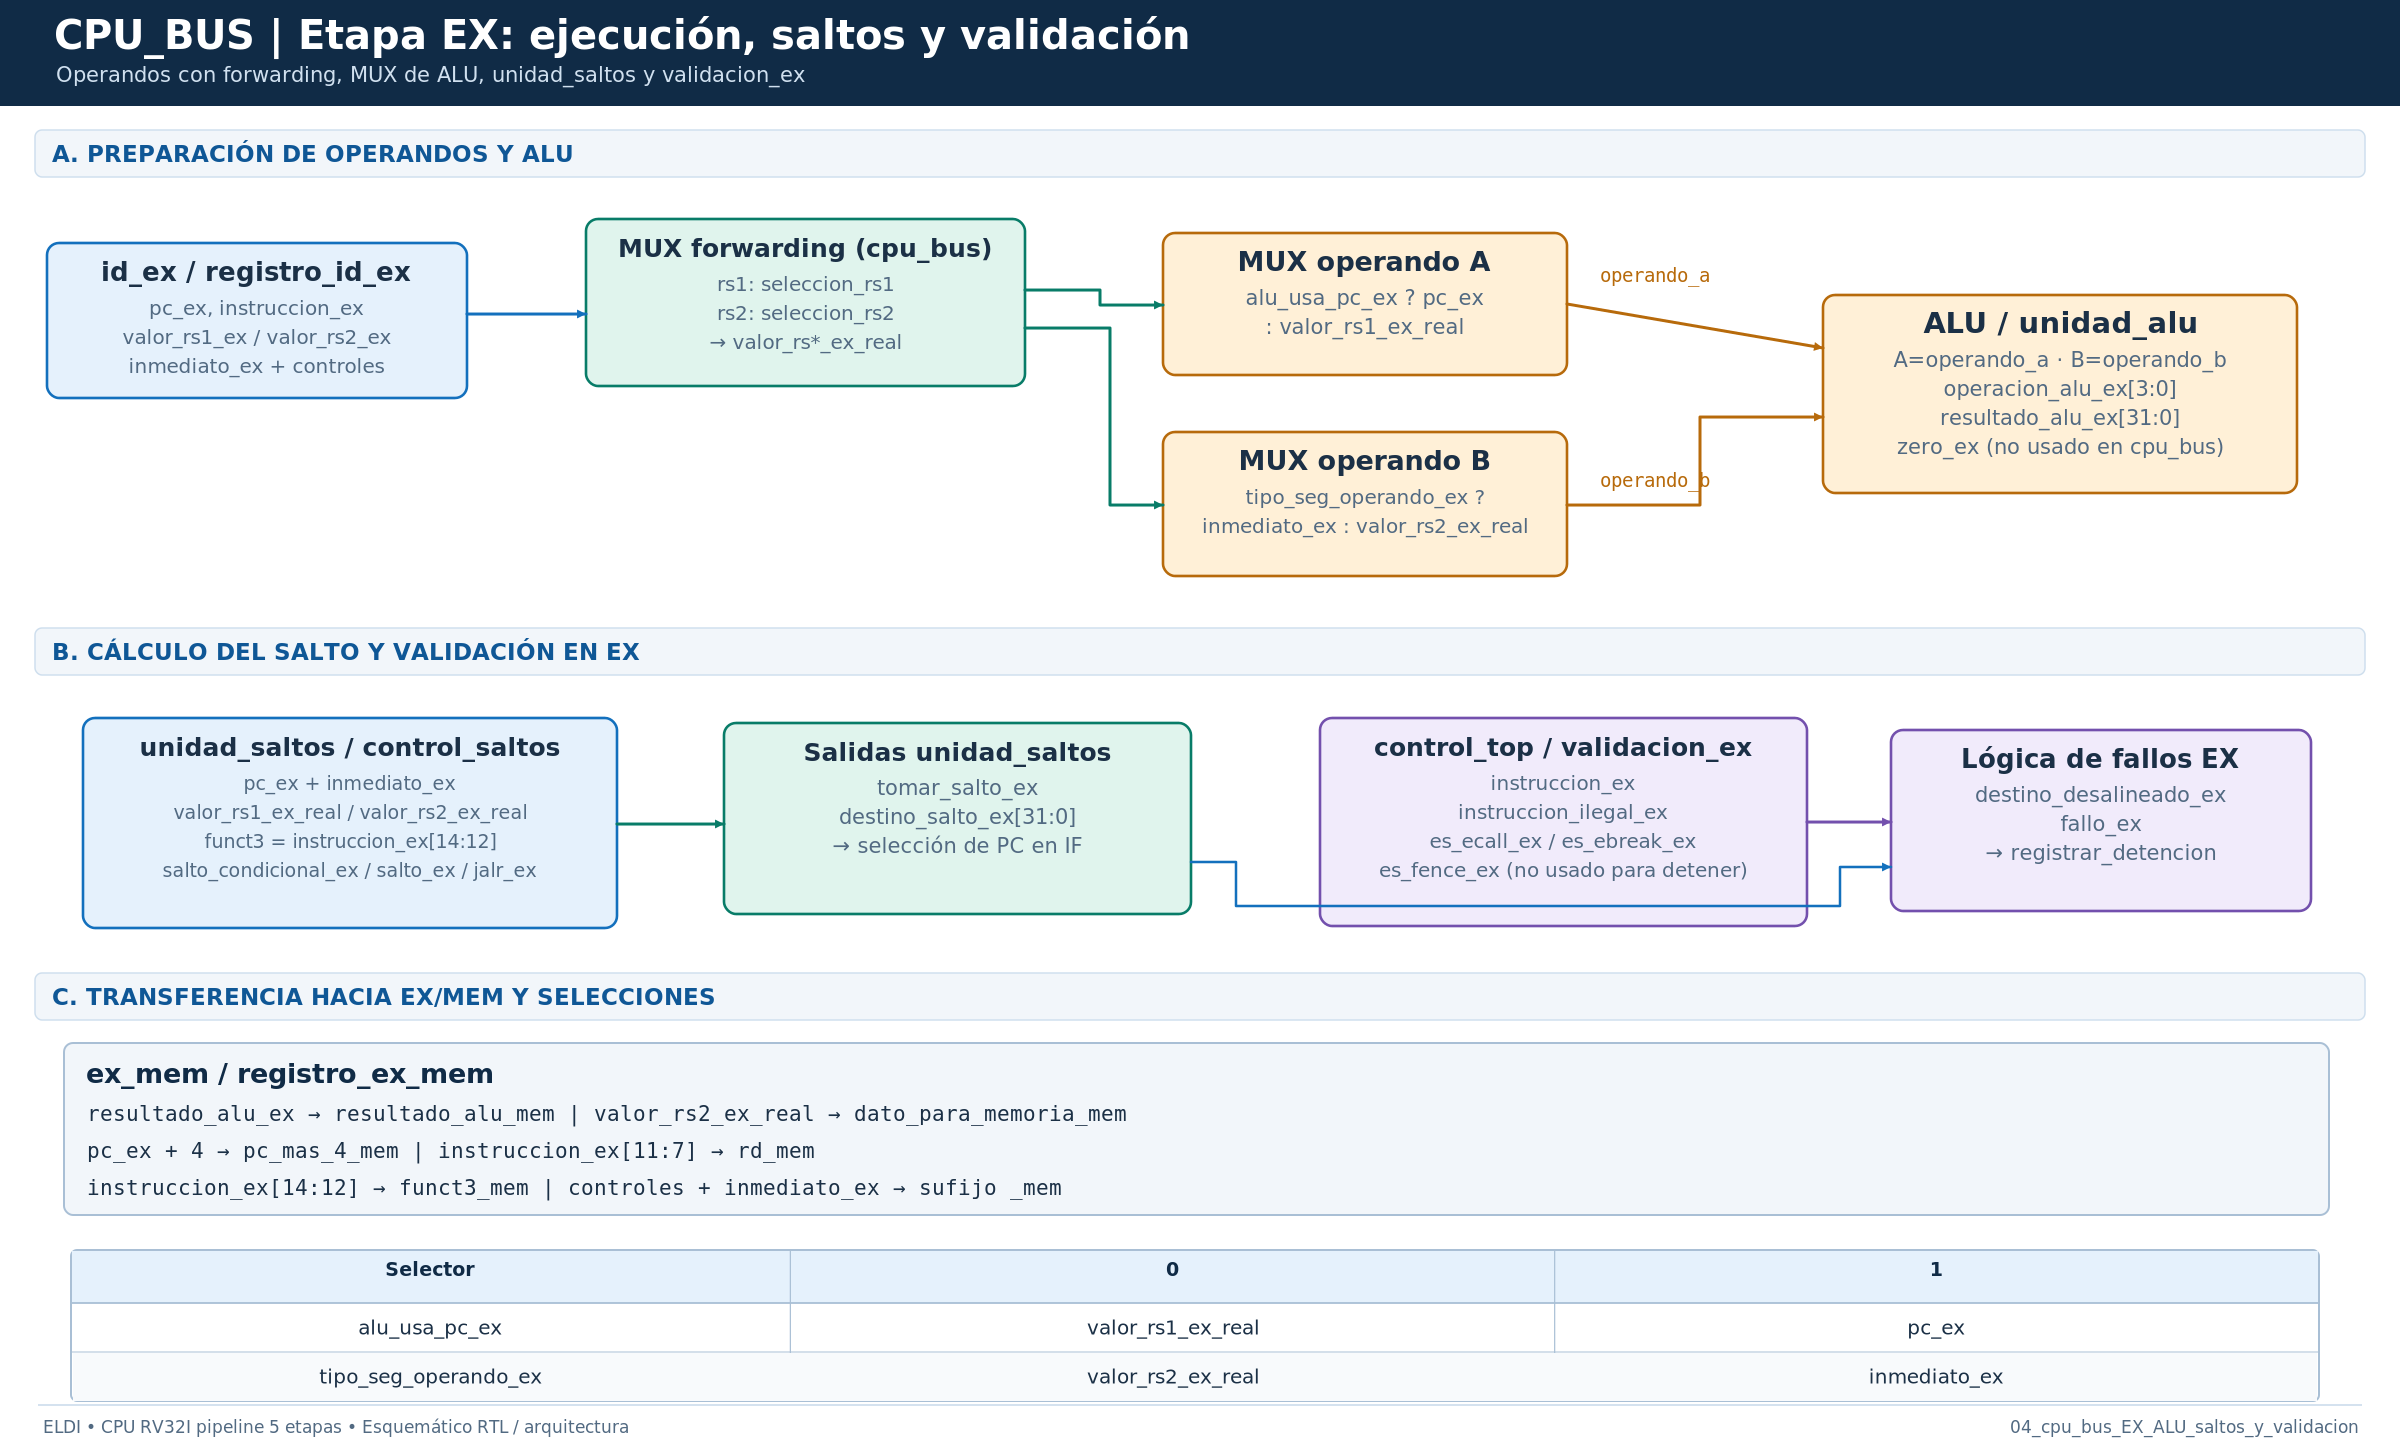 CPU_BUS | Etapa EX: ejecución, saltos y validación
Operandos con forwarding, MUX de ALU, unidad_saltos y validacion_ex
A. PREPARACIÓN DE OPERANDOS Y ALU
id_ex / registro_id_ex
pc_ex, instruccion_ex
valor_rs1_ex / valor_rs2_ex
inmediato_ex + controles
MUX forwarding (cpu_bus)
rs1: seleccion_rs1
rs2: seleccion_rs2
→ valor_rs*_ex_real
MUX operando A
alu_usa_pc_ex ? pc_ex
: valor_rs1_ex_real
operando_a
MUX operando B
tipo_seg_operando_ex ?
inmediato_ex : valor_rs2_ex_real
operando_b
ALU / unidad_alu
A=operando_a · B=operando_b
operacion_alu_ex[3:0]
resultado_alu_ex[31:0]
zero_ex (no usado en cpu_bus)
B. CÁLCULO DEL SALTO Y VALIDACIÓN EN EX
unidad_saltos / control_saltos
pc_ex + inmediato_ex
valor_rs1_ex_real / valor_rs2_ex_real
funct3 = instruccion_ex[14:12]
salto_condicional_ex / salto_ex / jalr_ex
Salidas unidad_saltos
tomar_salto_ex
destino_salto_ex[31:0]
→ selección de PC en IF
control_top / validacion_ex
instruccion_ex
instruccion_ilegal_ex
es_ecall_ex / es_ebreak_ex
es_fence_ex (no usado para detener)
Lógica de fallos EX
destino_desalineado_ex
fallo_ex
→ registrar_detencion
C. TRANSFERENCIA HACIA EX/MEM Y SELECCIONES
ex_mem / registro_ex_mem
resultado_alu_ex → resultado_alu_mem | valor_rs2_ex_real → dato_para_memoria_mem
pc_ex + 4 → pc_mas_4_mem | instruccion_ex[11:7] → rd_mem
instruccion_ex[14:12] → funct3_mem | controles + inmediato_ex → sufijo _mem
Selector 0 1
alu_usa_pc_ex valor_rs1_ex_real pc_ex
tipo_seg_operando_ex valor_rs2_ex_real inmediato_ex
ELDI • CPU RV32I pipeline 5 etapas • Esquemático RTL / arquitectura
04_cpu_bus_EX_ALU_saltos_y_validacion